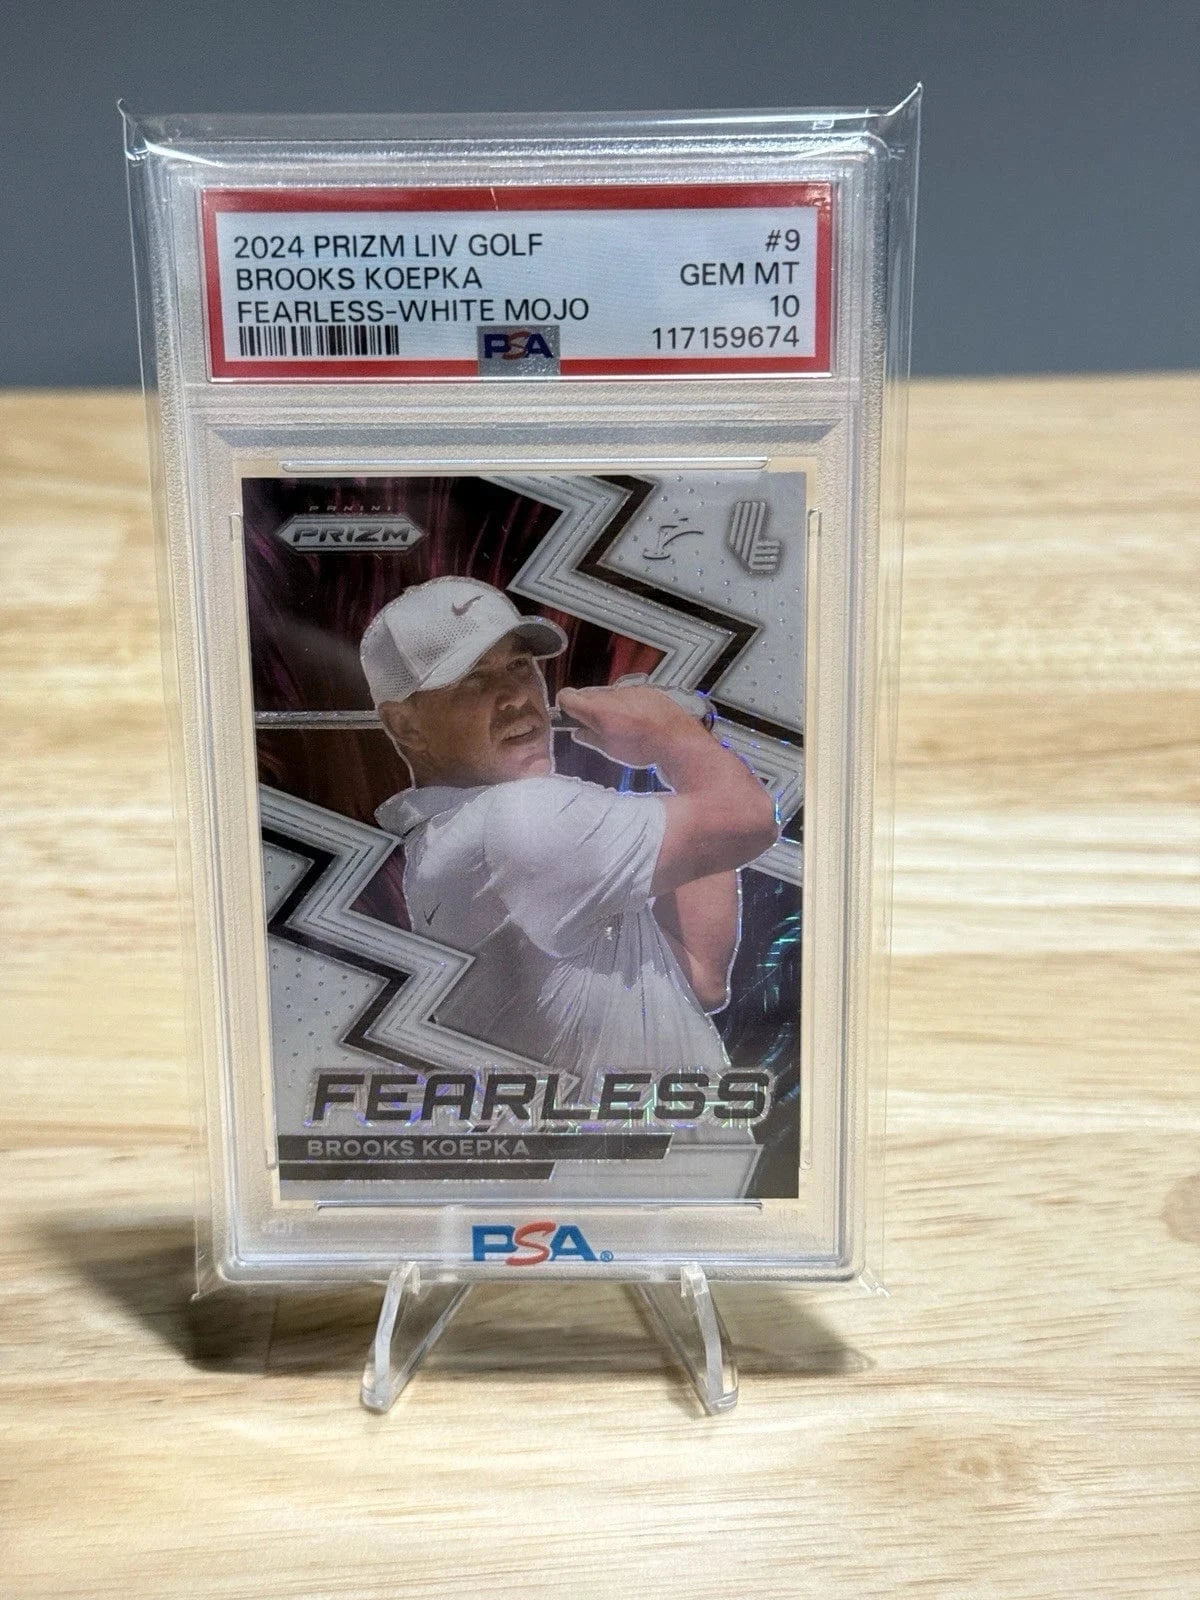 2024 PRIZM LIV GOLF #9
BROOKS KOEPKA GEM MT
FEARLESS-WHITE MOJO 10
PSA 117159674
PANINI
PRIZM
FEARLESS
BROOKS KOEPKA
PSA®